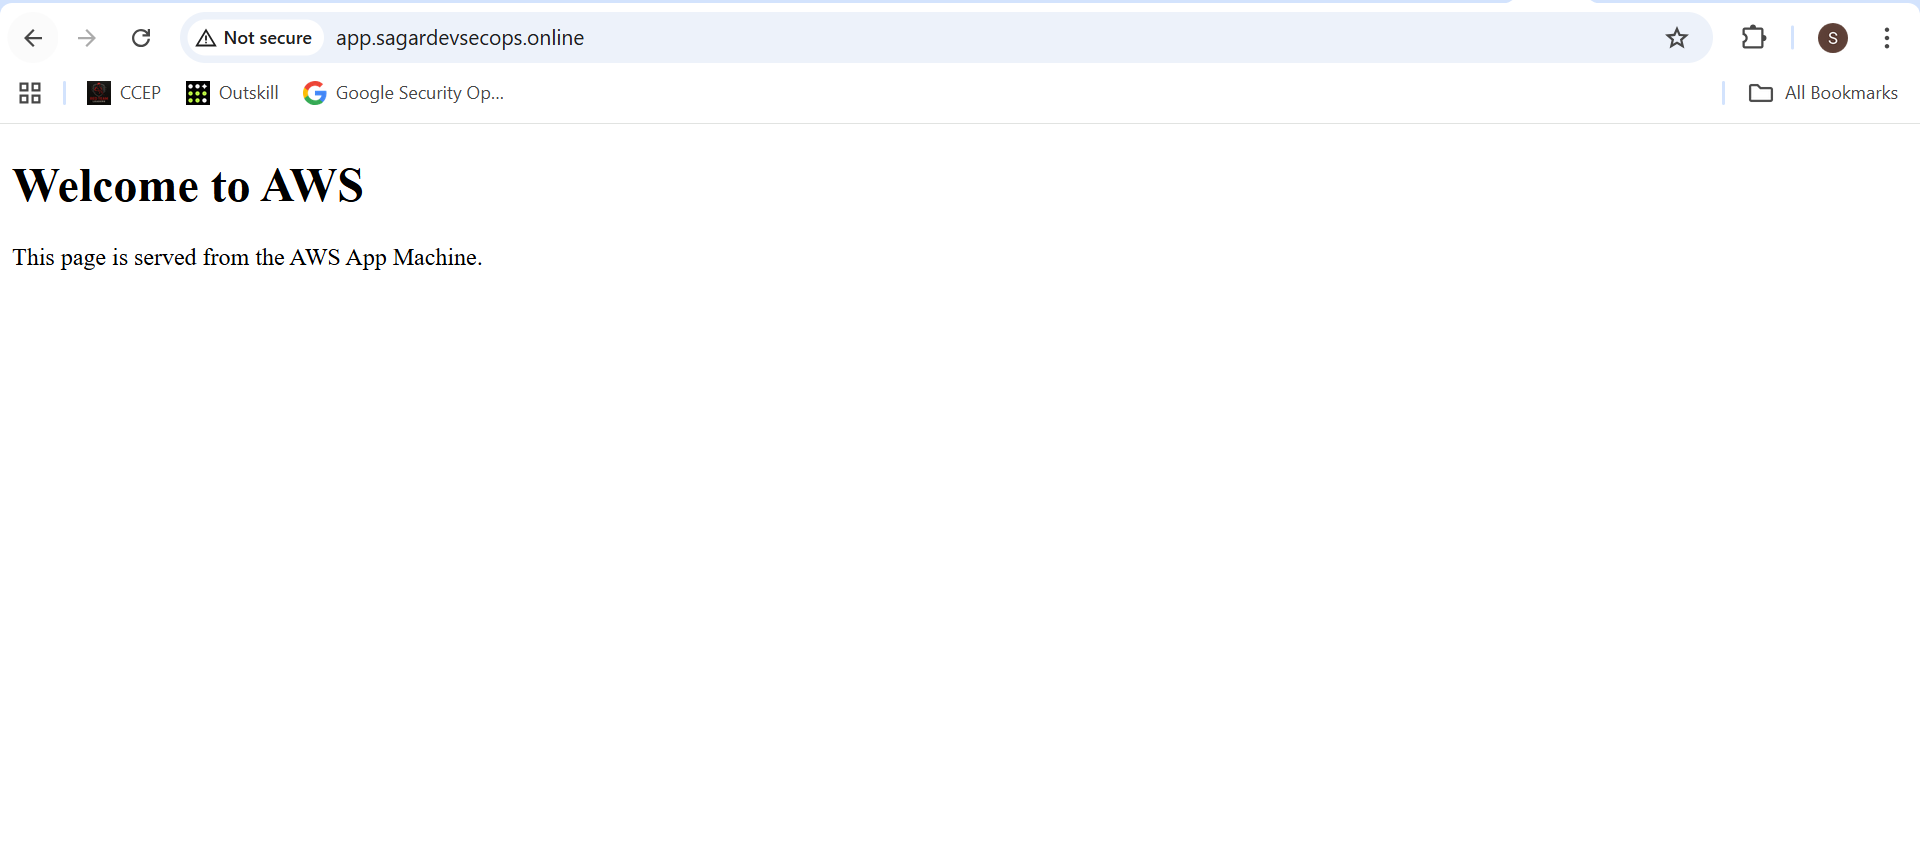 Not secure app.sagardevsecops.online S
CCEP Outskill Google Security Op... All Bookmarks
Welcome to AWS
This page is served from the AWS App Machine.